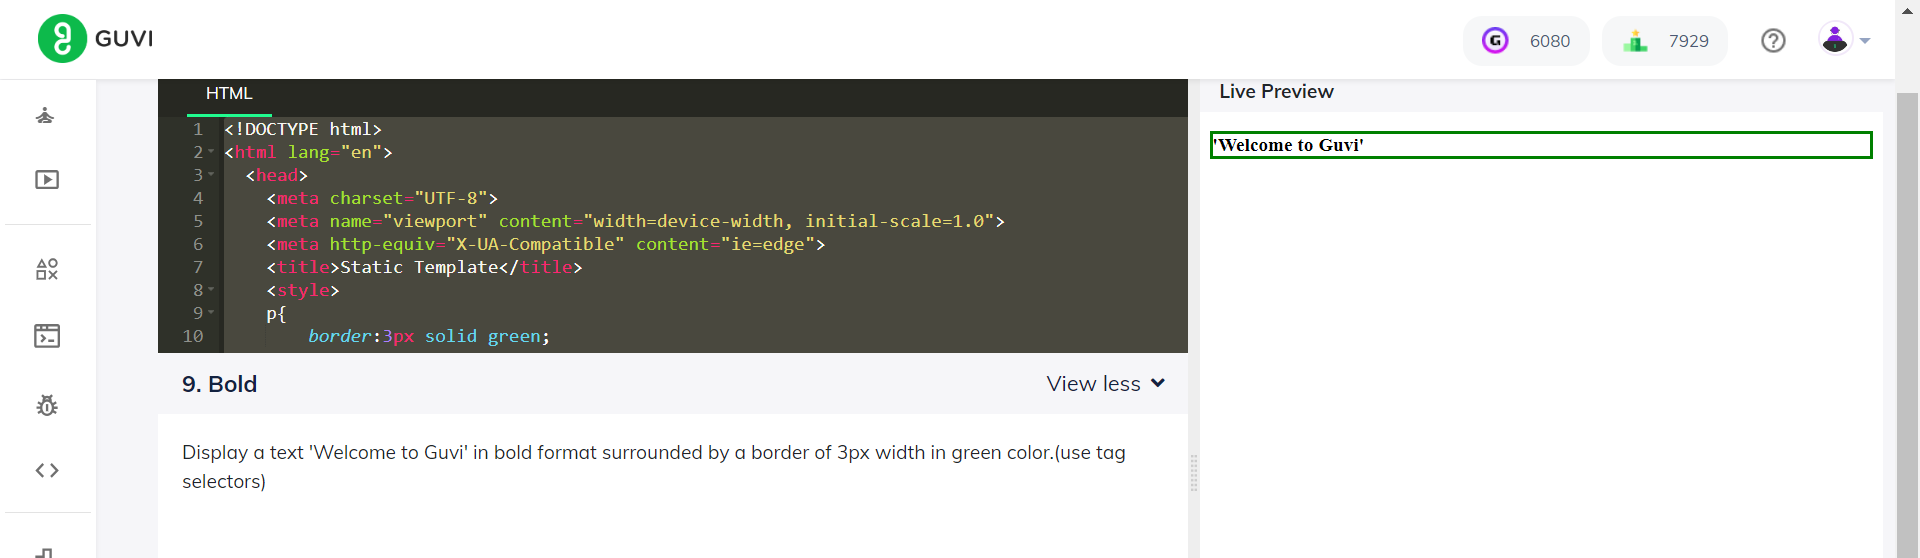 GUVI
6080
7929
HTML
1 <!DOCTYPE html>
2 <html lang="en">
3 <head>
4 <meta charset="UTF-8">
5 <meta name="viewport" content="width=device-width, initial-scale=1.0">
6 <meta http-equiv="X-UA-Compatible" content="ie=edge">
7 <title>Static Template</title>
8 <style>
9 p{
10 border:3px solid green;
9. Bold
View less
Display a text 'Welcome to Guvi' in bold format surrounded by a border of 3px width in green color.(use tag
selectors)
Live Preview
'Welcome to Guvi'